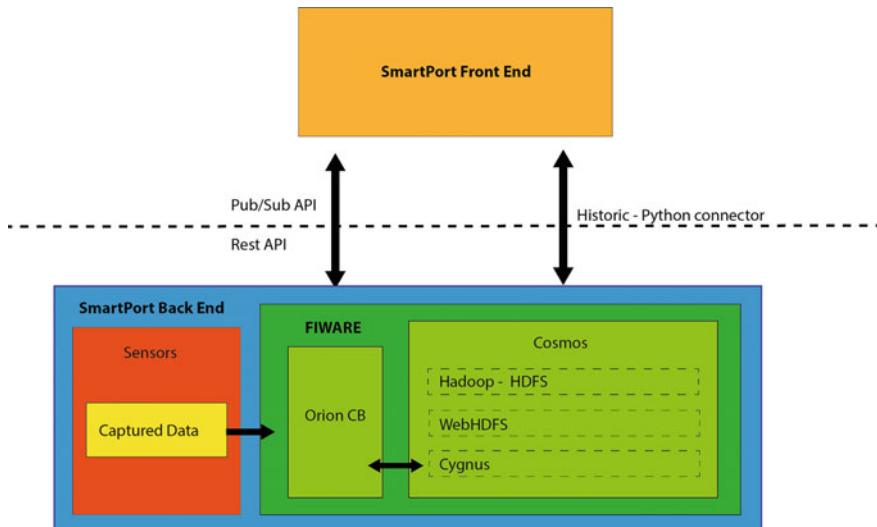 SmartPort Front End
Pub/Sub API
Historic - Python connector
Rest API
SmartPort Back End
FIWARE
Sensors
Cosmos
Hadoop - HDFS
Captured Data
Orion CB
WebHDFS
Cygnus